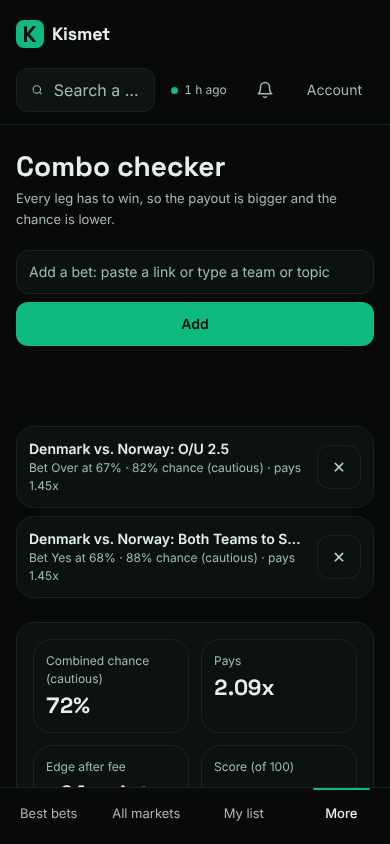 K Kismet
Search a ...
1 h ago
Account
Combo checker
Every leg has to win, so the payout is bigger and the
chance is lower.
Add a bet: paste a link or type a team or topic
Add
Denmark vs. Norway: O/U 2.5
Bet Over at 67% · 82% chance (cautious) · pays
1.45x
Denmark vs. Norway: Both Teams to S...
Bet Yes at 68% · 88% chance (cautious) · pays
1.45x
Combined chance
(cautious)
72%
Pays
2.09x
Edge after fee
Score (of 100)
Best bets
All markets
My list
More